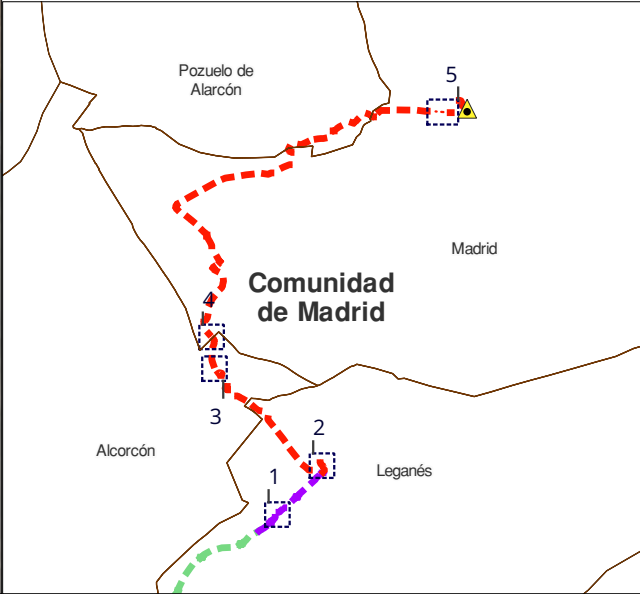 5
Pozuelo de
Alarcón
Madrid
Comunidad
de Madrid
4
3
2
Alcorcón
Leganés
1